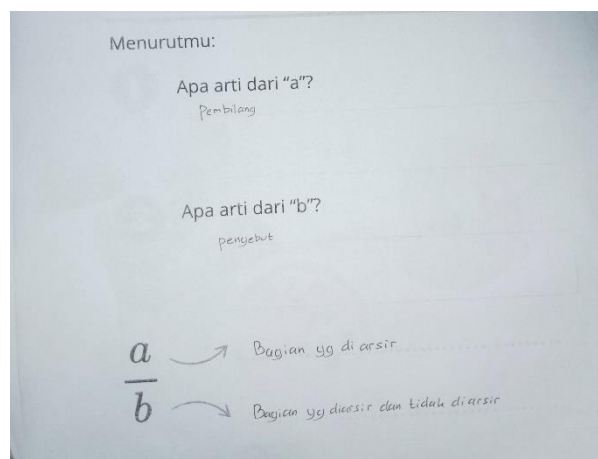 Menurutmu:
Apa arti dari “a”?
Pembilang
Apa arti dari “b”?
penyebut
a
Bagian yg di arsir
b
Bagian yg diarsir dan tidak diarsir